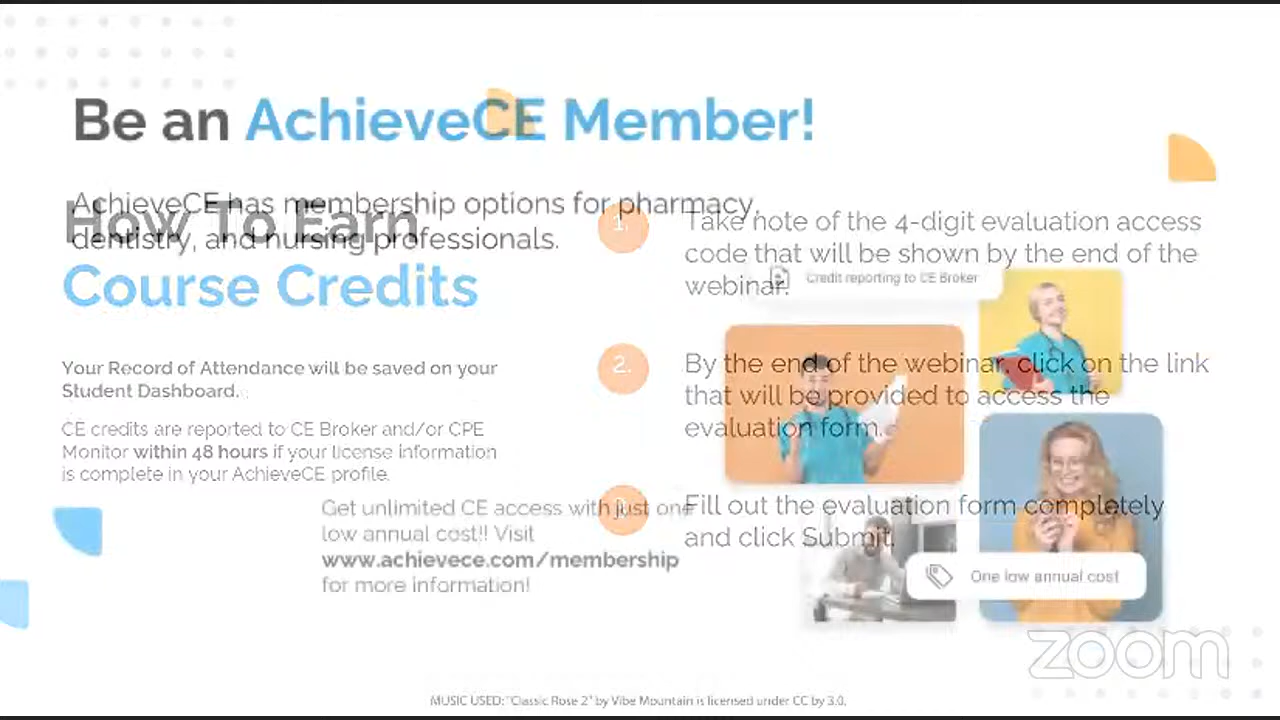 Be an AchieveCE Member!
AchieveCE has membership options for pharmacy,
dentistry, and nursing professionals.
How To Earn
Course Credits
Your Record of Attendance will be saved on your
Student Dashboard.
CE credits are reported to CE Broker and/or CPE
Monitor within 48 hours if your license information
is complete in your AchieveCE profile.
Get unlimited CE access with just one
low annual cost!! Visit
www.achievece.com/membership
for more information!
1.
Take note of the 4-digit evaluation access
code that will be shown by the end of the
webinar.
Credit reporting to CE Broker
2.
By the end of the webinar, click on the link
that will be provided to access the
evaluation form.
3.
Fill out the evaluation form completely
and click Submit.
One low annual cost
zoom
MUSIC USED: "Classic Rose 2" by Vibe Mountain is licensed under CC by 3.0.